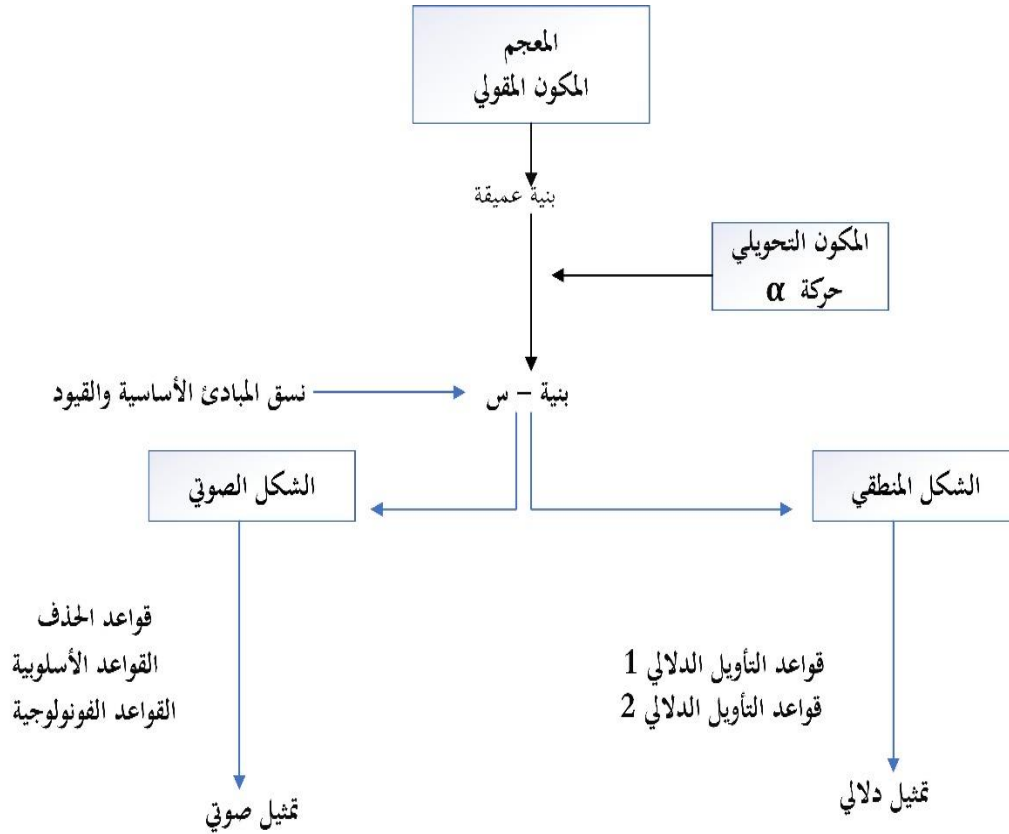 المعجم
المكون المقولي
بنية عميقة
المكون التحويلي
حركة α
بنية – س
نسق المبادئ الأساسية والقيود
الشكل المنطقي
الشكل الصوتي
قواعد التأويل الدلالي 1
قواعد التأويل الدلالي 2
قواعد الحذف
القواعد الأسلوبية
القواعد الفونولوجية
تمثيل دلالي
تمثيل صوتي